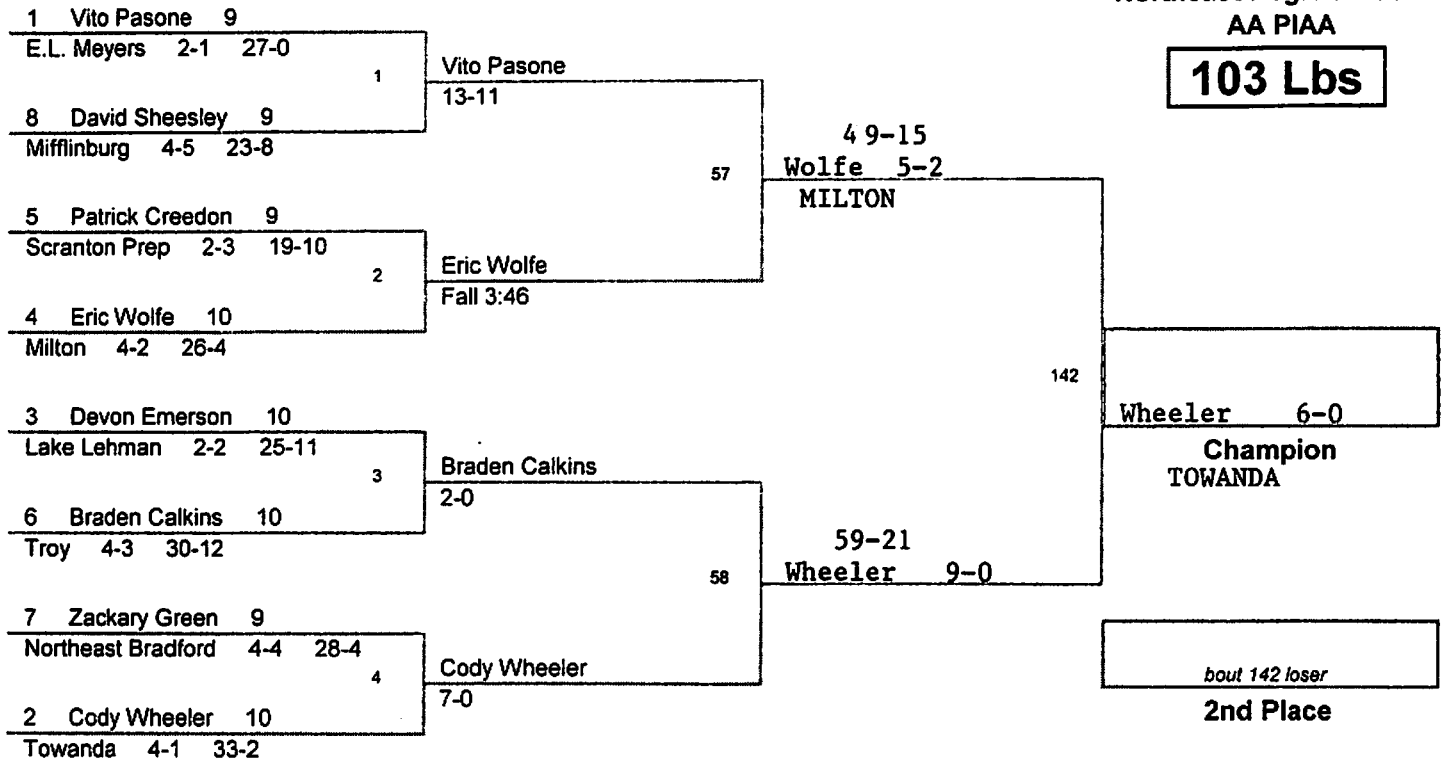 AA PIAA
103 Lbs
1 Vito Pasone 9
E.L. Meyers 2-1 27-0
1
Vito Pasone
13-11
8 David Sheesley 9
Mifflinburg 4-5 23-8
57
4 9-15
Wolfe 5-2
MILTON
5 Patrick Creedon 9
Scranton Prep 2-3 19-10
2
Eric Wolfe
Fall 3:46
4 Eric Wolfe 10
Milton 4-2 26-4
142
Wheeler 6-0
Champion
TOWANDA
3 Devon Emerson 10
Lake Lehman 2-2 25-11
3
Braden Calkins
2-0
6 Braden Calkins 10
Troy 4-3 30-12
58
59-21
Wheeler 9-0
7 Zackary Green 9
Northeast Bradford 4-4 28-4
4
Cody Wheeler
7-0
2 Cody Wheeler 10
Towanda 4-1 33-2
bout 142 loser
2nd Place